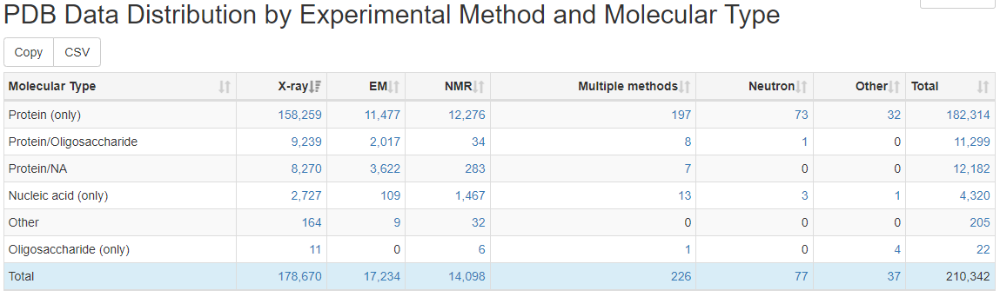 PDB Data Distribution by Experimental Method and Molecular Type
Copy CSV
Molecular Type X-ray EM NMR Multiple methods Neutron Other Total
Protein (only) 158,259 11,477 12,276 197 73 32 182,314
Protein/Oligosaccharide 9,239 2,017 34 8 1 0 11,299
Protein/NA 8,270 3,622 283 7 0 0 12,182
Nucleic acid (only) 2,727 109 1,467 13 3 1 4,320
Other 164 9 32 0 0 0 205
Oligosaccharide (only) 11 0 6 1 0 4 22
Total 178,670 17,234 14,098 226 77 37 210,342